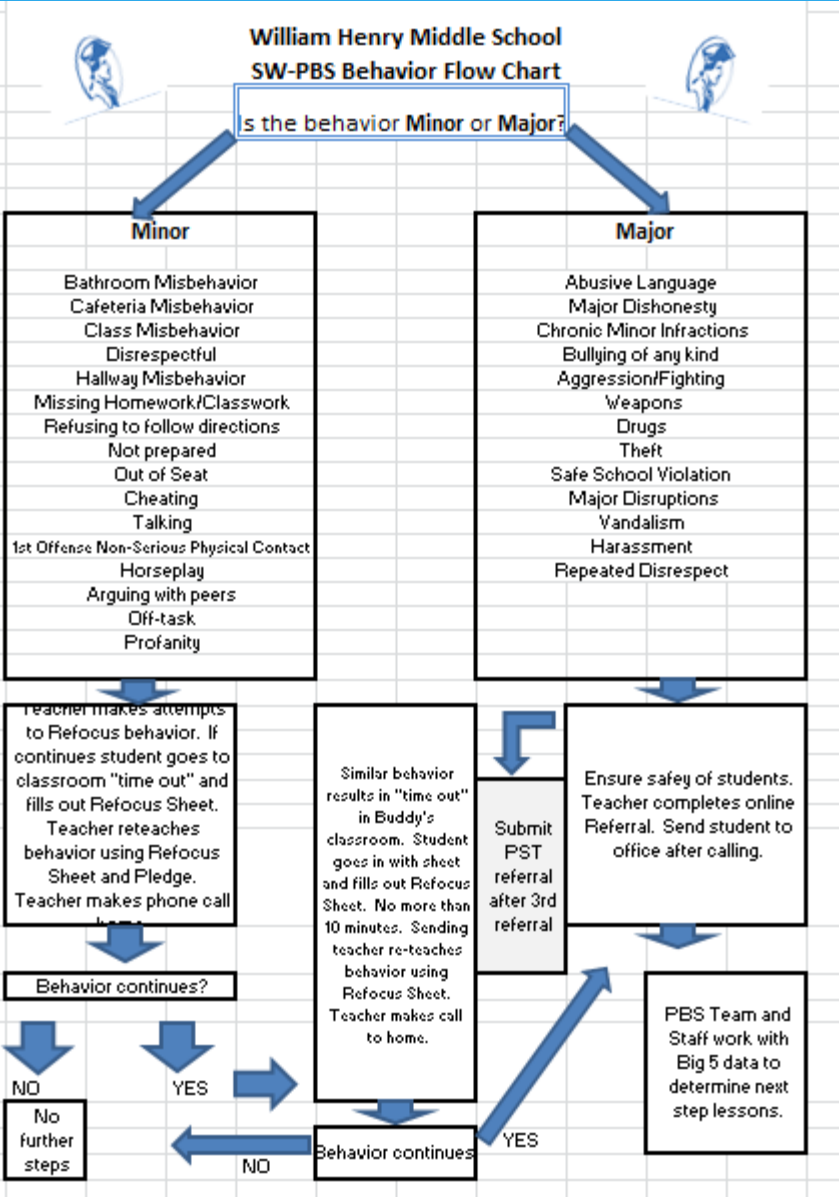 William Henry Middle School
SW-PBS Behavior Flow Chart
Is the behavior Minor or Major?
Minor
Bathroom Misbehavior
Cafeteria Misbehavior
Class Misbehavior
Disrespectful
Hallway Misbehavior
Missing Homework/Classwork
Refusing to follow directions
Not prepared
Out of Seat
Cheating
Talking
1st Offense Non-Serious Physical Contact
Horseplay
Arguing with peers
Off-task
Profanity
Major
Abusive Language
Major Dishonesty
Chronic Minor Infractions
Bullying of any kind
Aggression/Fighting
Weapons
Drugs
Theft
Safe School Violation
Major Disruptions
Vandalism
Harassment
Repeated Disrespect
Teacher makes attempts
to Refocus behavior. If
continues student goes to
classroom "time out" and
fills out Refocus Sheet.
Teacher reteaches
behavior using Refocus
Sheet and Pledge.
Teacher makes phone call
Behavior continues?
NO
YES
No
further
steps
Similar behavior
results in "time out"
in Buddy's
classroom. Student
goes in with sheet
and fills out Refocus
Sheet. No more than
10 minutes. Sending
teacher re-teaches
behavior using
Refocus Sheet.
Teacher makes call
to home.
Behavior continues
NO
YES
Submit
PST
referral
after 3rd
referral
Ensure safey of students.
Teacher completes online
Referral. Send student to
office after calling.
PBS Team and
Staff work with
Big 5 data to
determine next
step lessons.